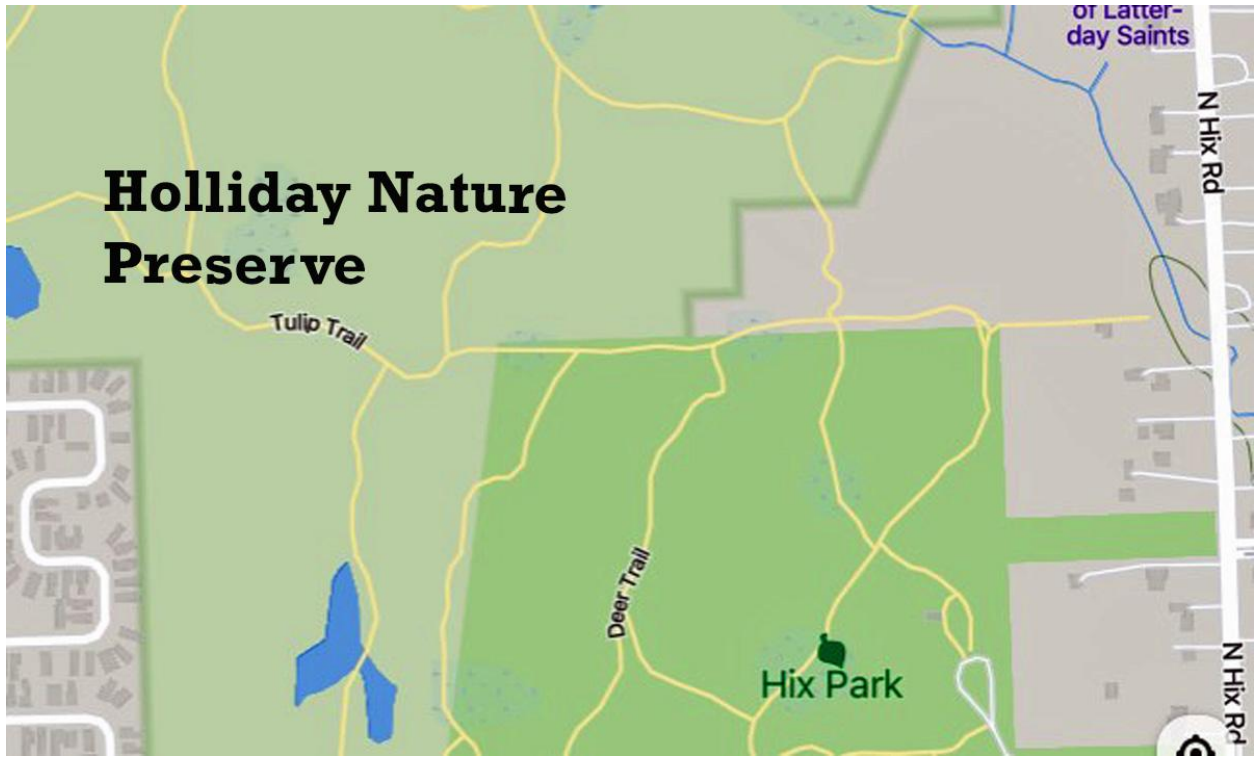 of Latter-
day Saints
N Hix Rd
Holliday Nature
Preserve
Tulip Trail
Deer Trail
Hix Park
N Hix Rd